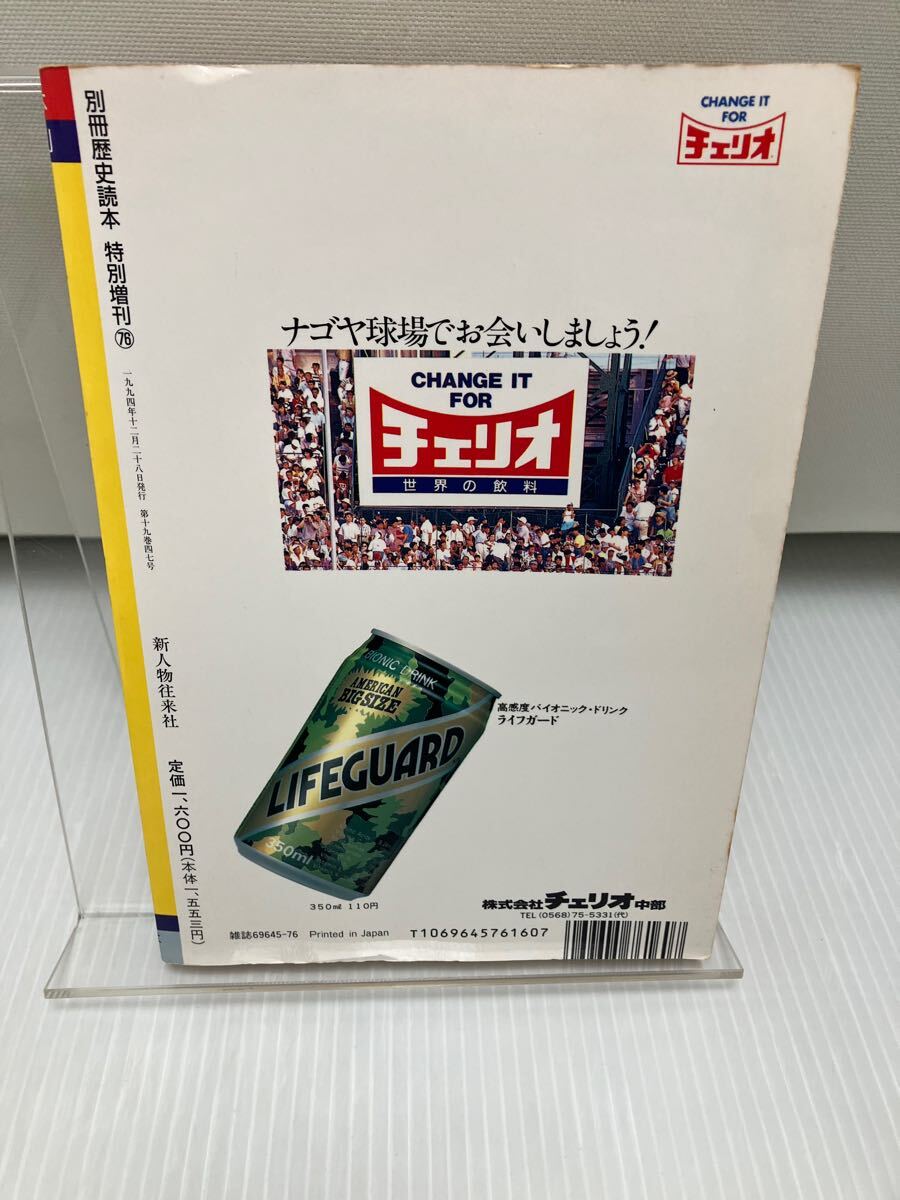 別冊歴史読本 特別増刊76
一九九四年十二月二十八日発行 第十九巻四七号
新人物往来社
定価一、六〇〇円(本体一、五五三円)
CHANGE IT
FOR
チェリオ
ナゴヤ球場でお会いしましょう!
CHANGE IT
FOR
チェリオ
世界の飲料
BIONIC DRINK
AMERICAN
BIG SIZE
LIFEGUARD
350ml
高感度バイオニック・ドリンク
ライフガード
350㎖ 110円
株式会社チェリオ中部
TEL (0568) 75-5331(代)
雑誌69645-76 Printed in Japan T1069645761607